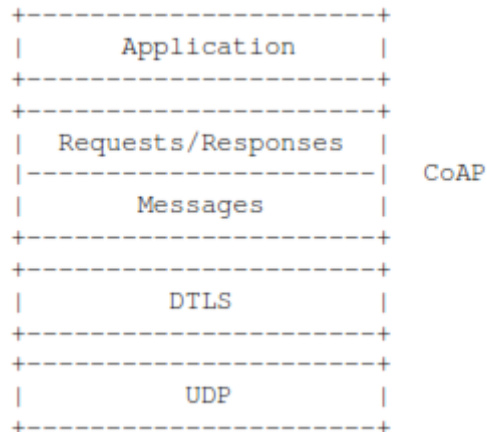 +----------------------+
|      Application     |
+----------------------+
+----------------------+
|  Requests/Responses  |
|----------------------|  CoAP
|       Messages       |
+----------------------+
+----------------------+
|         DTLS         |
+----------------------+
+----------------------+
|          UDP         |
+----------------------+